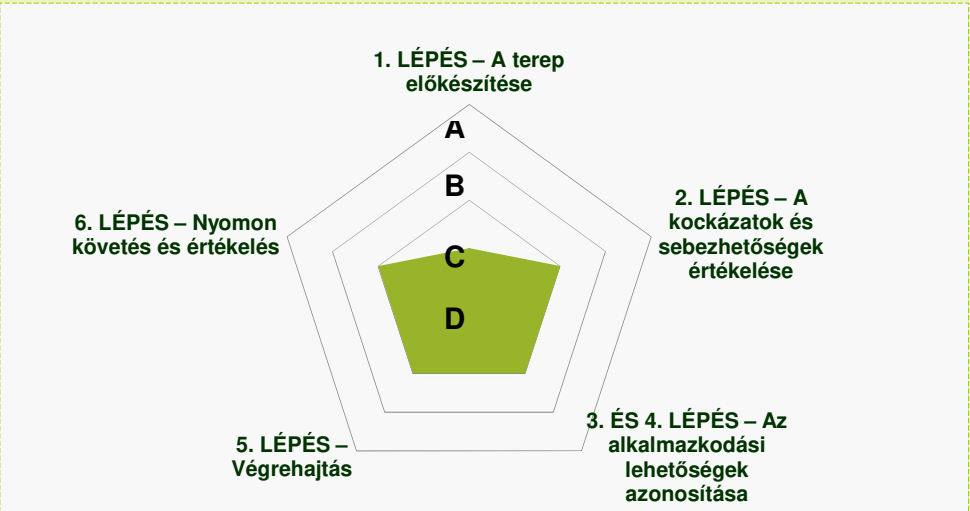 1. LÉPÉS – A terep
előkészítése
A
B
C
D
2. LÉPÉS – A
kockázatok és
sebezhetőségek
értékelése
3. ÉS 4. LÉPÉS – Az
alkalmazkodási
lehetőségek
azonosítása
5. LÉPÉS –
Végrehajtás
6. LÉPÉS – Nyomon
követés és értékelés